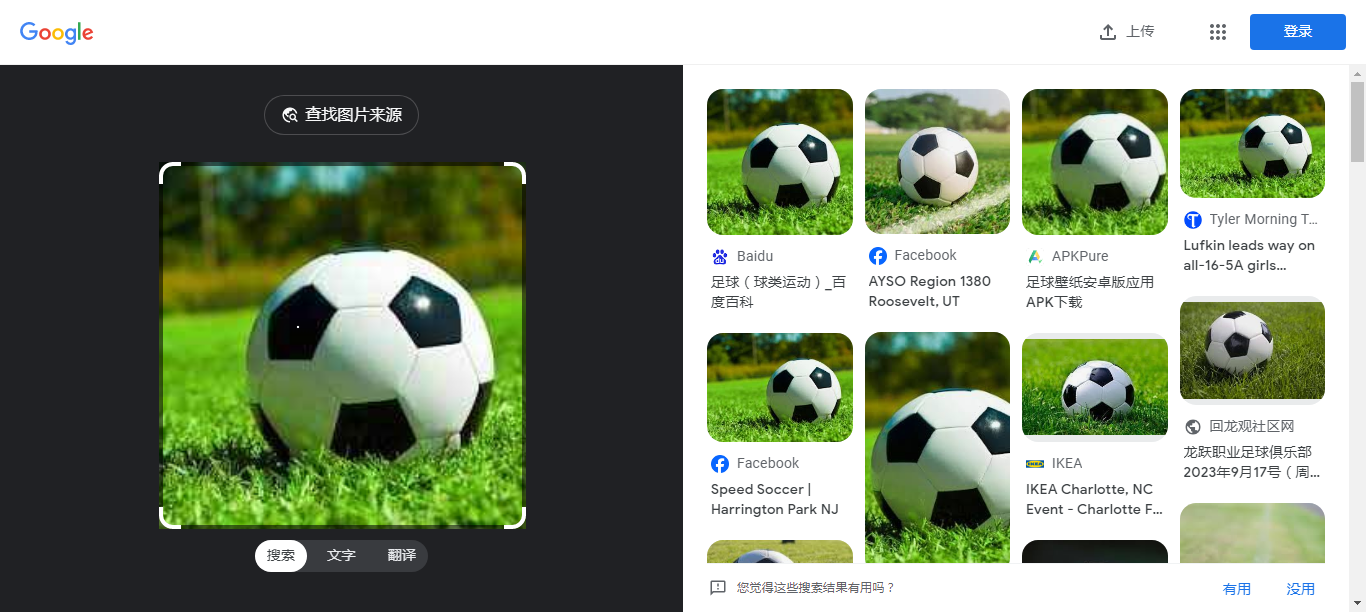 Google
上传
登录
查找图片来源
搜索
文字
翻译
Baidu
足球（球类运动）_百
度百科
Facebook
AYSO Region 1380
Roosevelt, UT
APKPure
足球壁纸安卓版应用
APK下载
Tyler Morning T...
Lufkin leads way on
all-16-5A girls...
Facebook
Speed Soccer |
Harrington Park NJ
IKEA
IKEA Charlotte, NC
Event - Charlotte F...
回龙观社区网
龙跃职业足球俱乐部
2023年9月17号（周...
您觉得这些搜索结果有用吗？
有用
没用